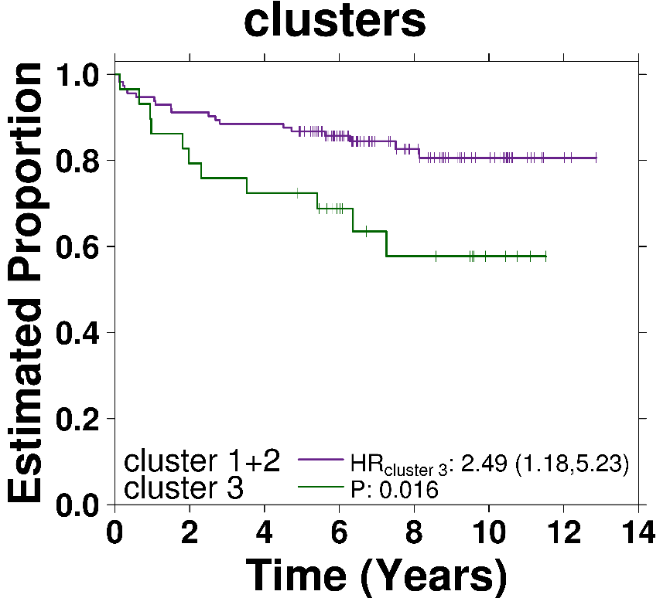 clusters
Estimated Proportion
1.0
0.8
0.6
0.4
0.2
0.0
cluster 1+2 HRcluster 3: 2.49 (1.18,5.23)
cluster 3 P: 0.016
0 2 4 6 8 10 12 14
Time (Years)